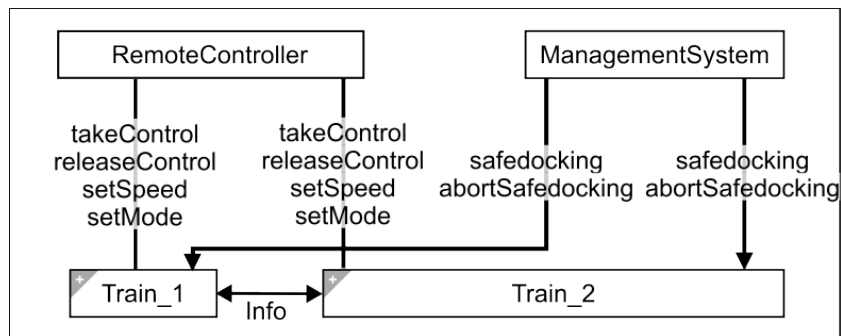 RemoteController
ManagementSystem
takeControl
releaseControl
setSpeed
setMode
takeControl
releaseControl
setSpeed
setMode
safedocking
abortSafedocking
safedocking
abortSafedocking
+
Train_1
Info
+
Train_2